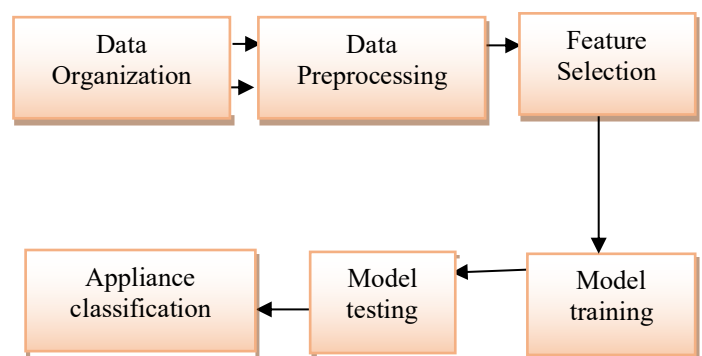 Data
Organization
Data
Preprocessing
Feature
Selection
Model
training
Model
testing
Appliance
classification